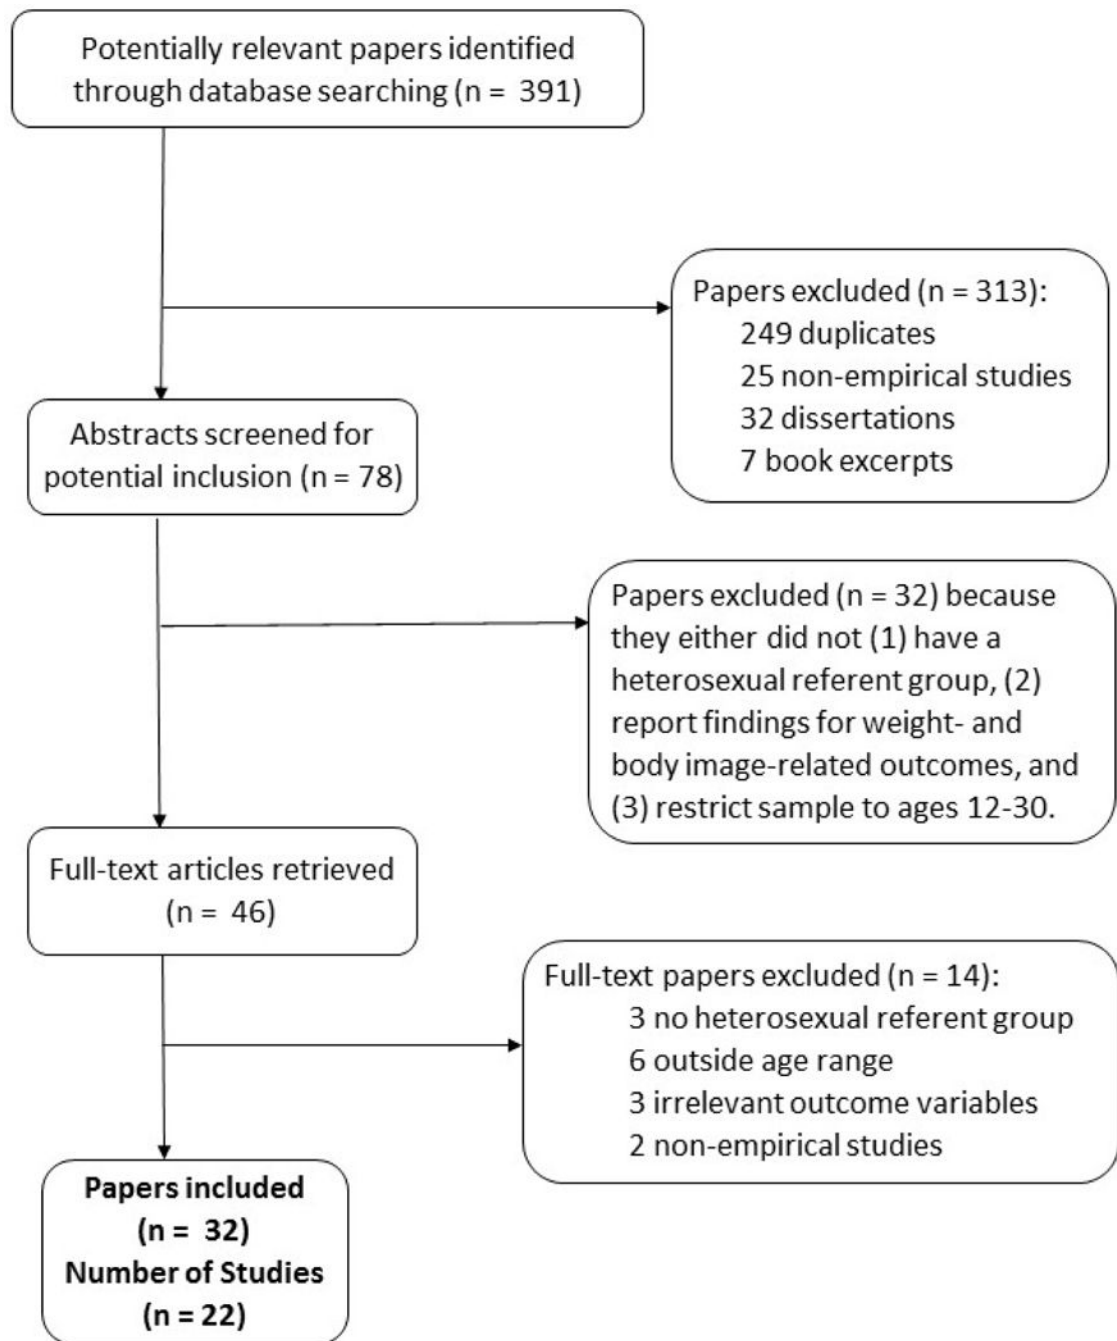 Potentially relevant papers identified
through database searching (n = 391)
Papers excluded (n = 313):
249 duplicates
25 non-empirical studies
32 dissertations
7 book excerpts
Abstracts screened for
potential inclusion (n = 78)
Papers excluded (n = 32) because
they either did not (1) have a
heterosexual referent group, (2)
report findings for weight- and
body image-related outcomes, and
(3) restrict sample to ages 12-30.
Full-text articles retrieved
(n = 46)
Full-text papers excluded (n = 14):
3 no heterosexual referent group
6 outside age range
3 irrelevant outcome variables
2 non-empirical studies
Papers included
(n = 32)
Number of Studies
(n = 22)